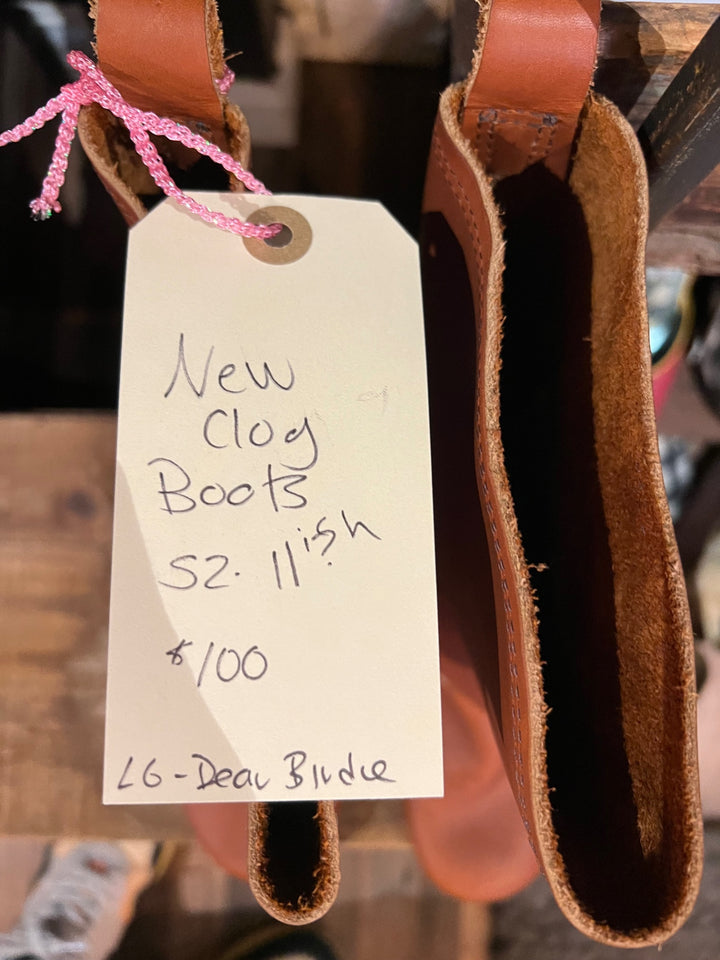 New
Clog
Boots
SZ. 11ish
$100
LG-Dear Birdie